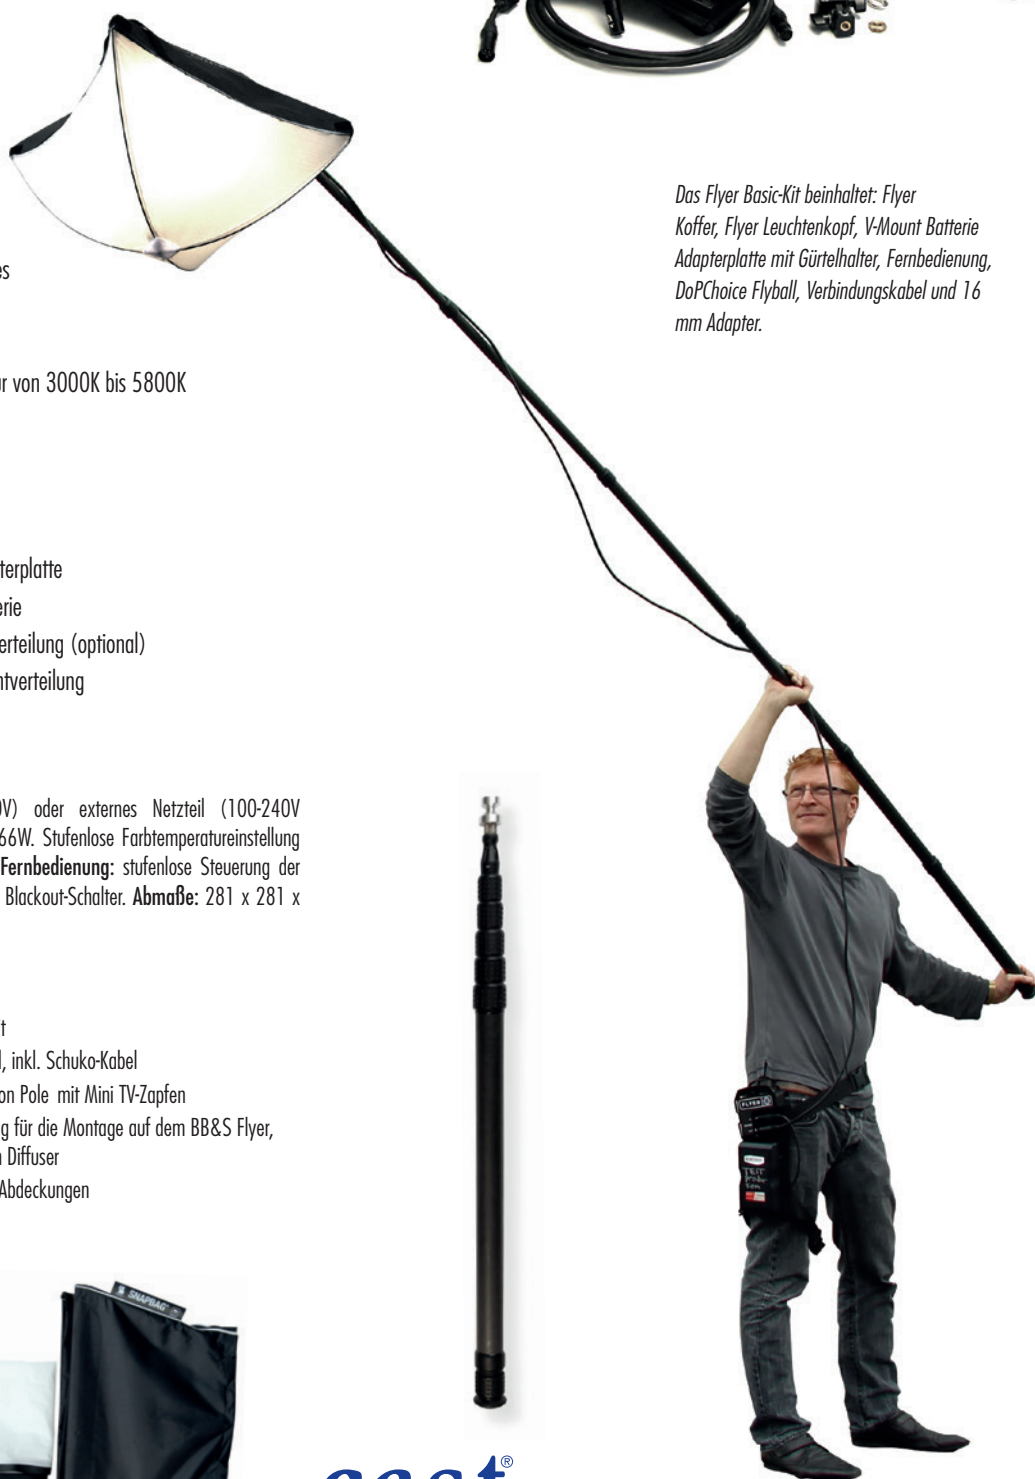 Das Flyer Basic-Kit beinhaltet: Flyer
Koffer, Flyer Leuchtenkopf, V-Mount Batterie
Adapterplatte mit Gürtelhalter, Fernbedienung,
DoPChoice Flyball, Verbindungskabel und 16
mm Adapter.
es
ur von 3000K bis 5800K
terplatte
erie
erteilung (optional)
ntverteilung
0V) oder externes Netzteil (100-240V
66W. Stufenlose Farbtemperatureinstellung
Fernbedienung: stufenlose Steuerung der
Blackout-Schalter. Abmaße: 281 x 281 x
t
l, inkl. Schuko-Kabel
on Pole mit Mini TV-Zapfen
g für die Montage auf dem BB&S Flyer,
n Diffuser
Abdeckungen
FLYER
SNAPBAG
cast®